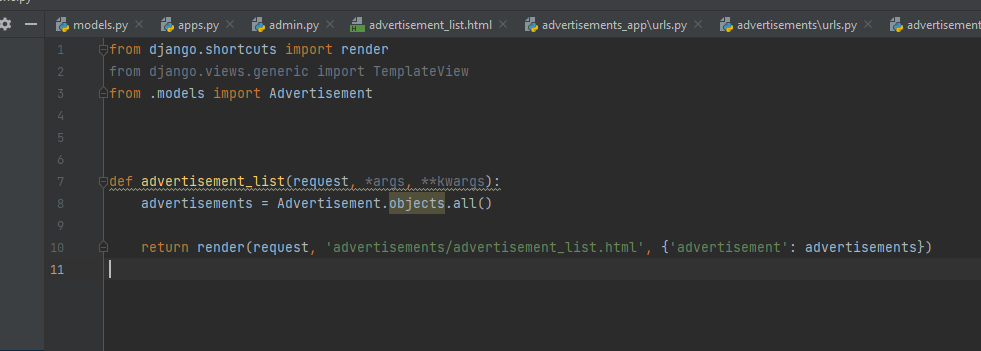 models.py apps.py admin.py advertisement_list.html advertisements_app\urls.py advertisements\urls.py advertisement
1 from django.shortcuts import render
2 from django.views.generic import TemplateView
3 from .models import Advertisement
4
5
6
7 def advertisement_list(request, *args, **kwargs):
8 advertisements = Advertisement.objects.all()
9
10 return render(request, 'advertisements/advertisement_list.html', {'advertisement': advertisements})
11